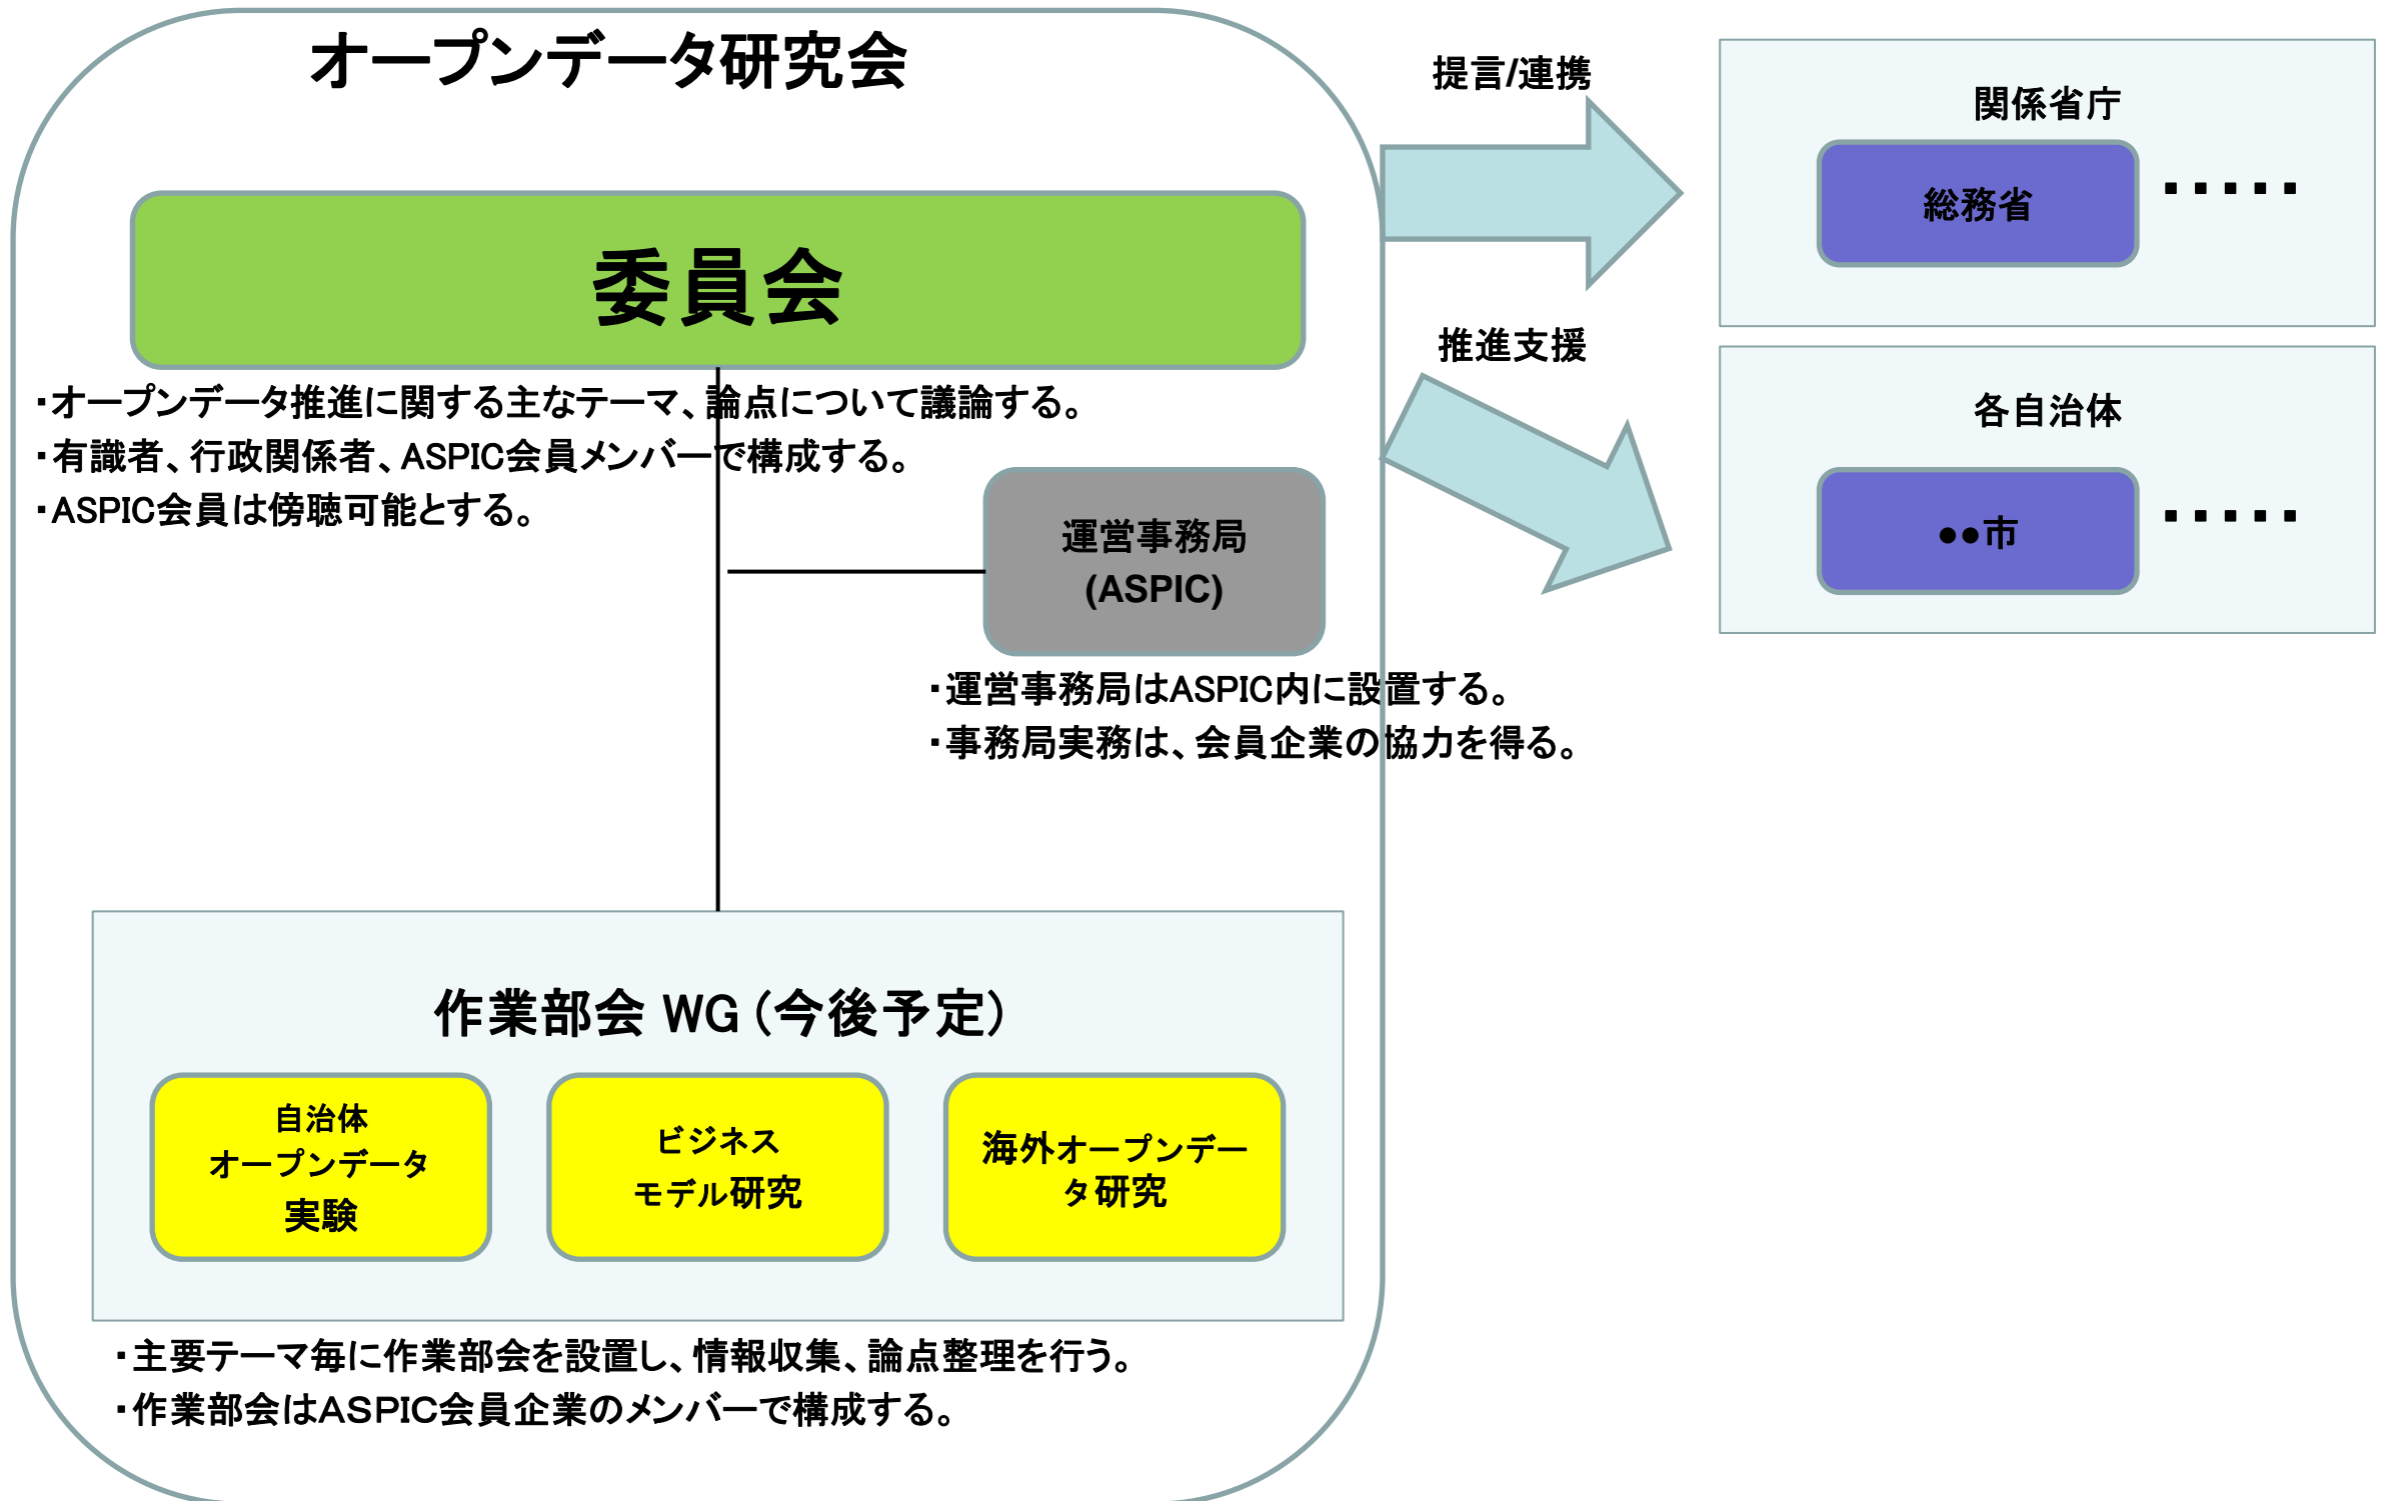 オープンデータ研究会
委員会
・オープンデータ推進に関する主なテーマ、論点について議論する。
・有識者、行政関係者、ASPIC会員メンバーで構成する。
・ASPIC会員は傍聴可能とする。
運営事務局
(ASPIC)
・運営事務局はASPIC内に設置する。
・事務局実務は、会員企業の協力を得る。
作業部会 WG（今後予定）
自治体
オープンデータ
実験
ビジネス
モデル研究
海外オープンデー
タ研究
・主要テーマ毎に作業部会を設置し、情報収集、論点整理を行う。
・作業部会はASPIC会員企業のメンバーで構成する。
提言/連携
関係省庁
総務省
・・・・・
推進支援
各自治体
●●市
・・・・・